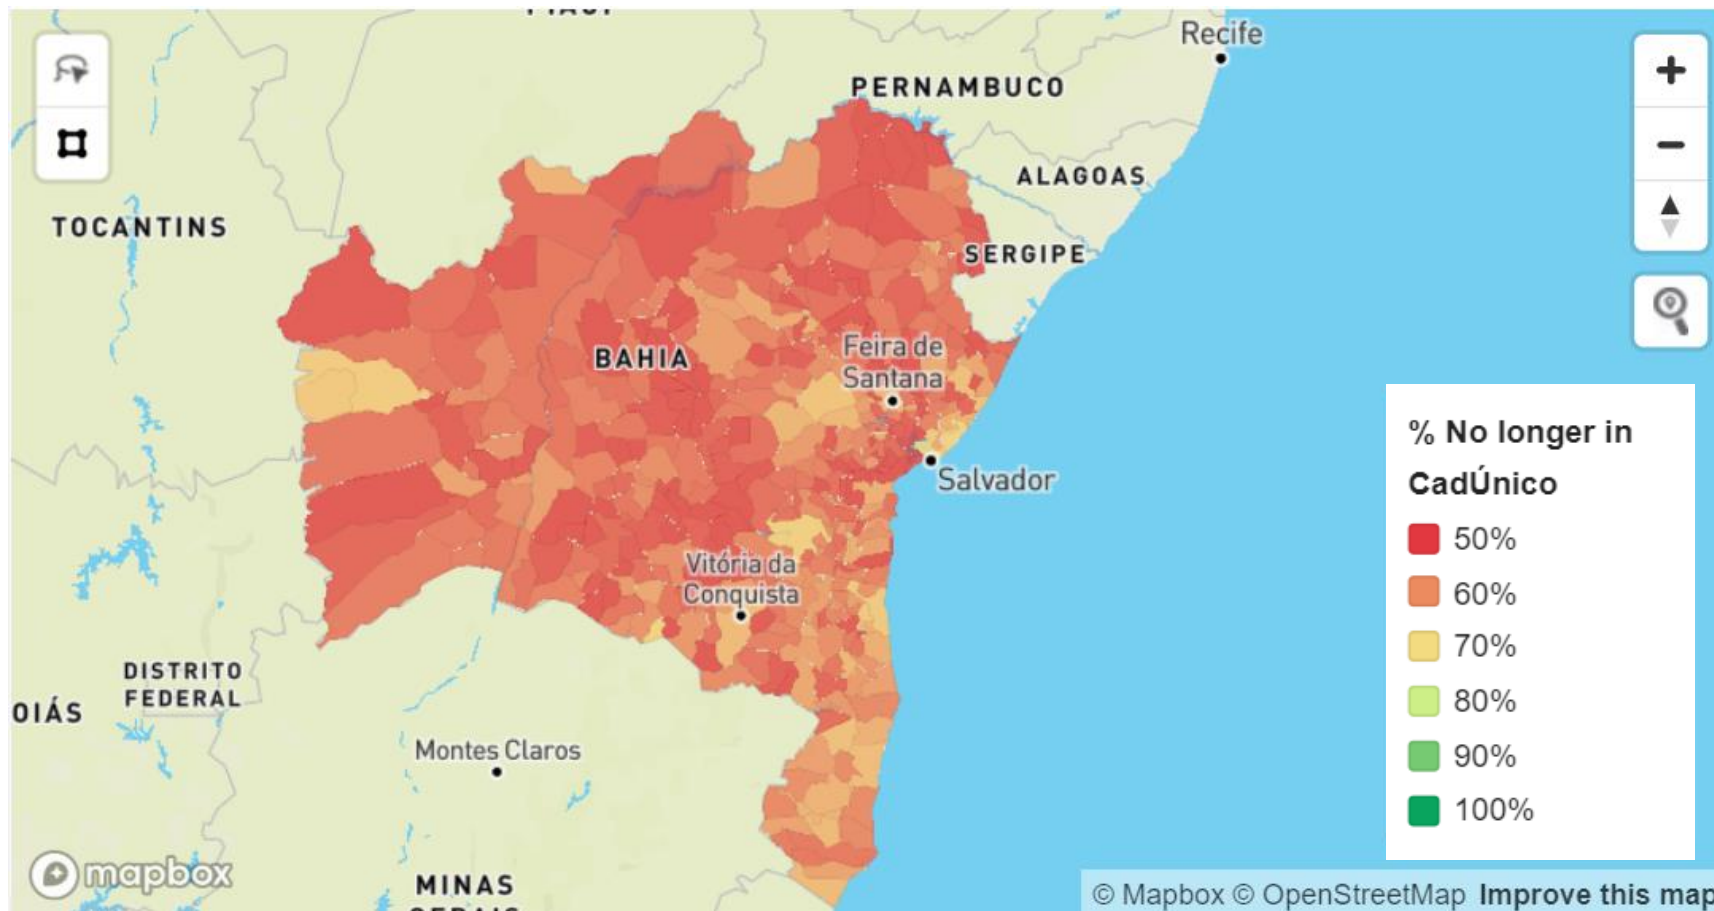 Recife
PERNAMBUCO
ALAGOAS
TOCANTINS
SERGIPE
BAHIA
Feira de
Santana
Salvador
Vitória da
Conquista
DISTRITO
FEDERAL
OIÁS
Montes Claros
MINAS
% No longer in
CadÚnico
50%
60%
70%
80%
90%
100%
mapbox
© Mapbox © OpenStreetMap Improve this map